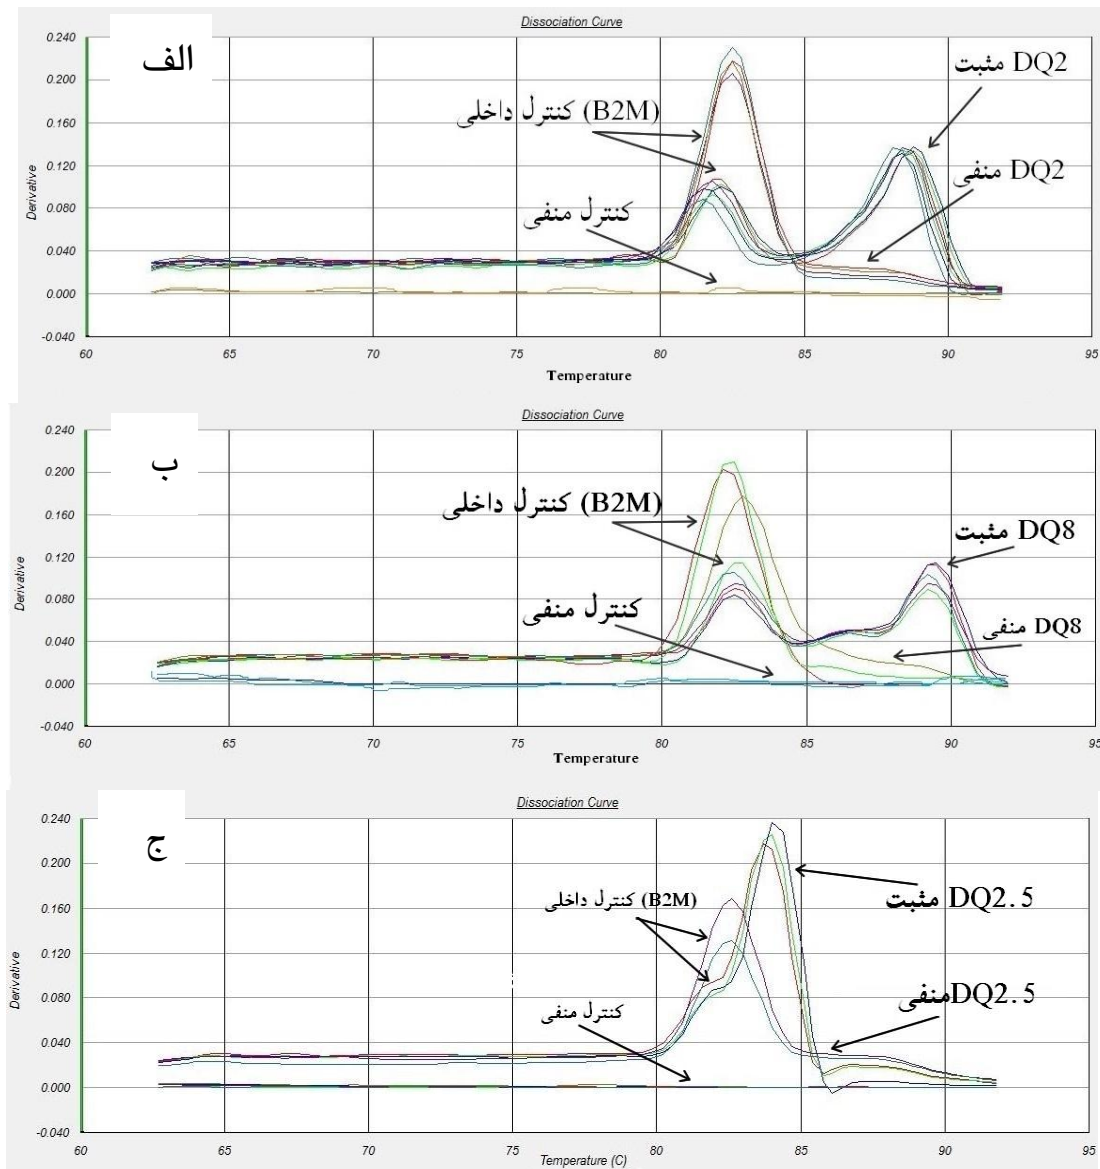 Dissociation Curve
الف
DQ2 مثبت
کنترل داخلی (B2M)
DQ2 منفی
کنترل منفی
Derivative
0.240
0.200
0.160
0.120
0.080
0.040
0.000
-0.040
60 65 70 75 80 85 90 95
Temperature
Dissociation Curve
ب
کنترل داخلی (B2M)
DQ8 مثبت
کنترل منفی
DQ8 منفی
Derivative
0.240
0.200
0.160
0.120
0.080
0.040
0.000
-0.040
60 65 70 75 80 85 90 95
Temperature
Dissociation Curve
ج
کنترل داخلی (B2M)
DQ2.5 مثبت
DQ2.5منفی
کنترل منفی
Derivative
0.240
0.200
0.160
0.120
0.080
0.040
0.000
-0.040
60 65 70 75 80 85 90 95
Temperature (C)